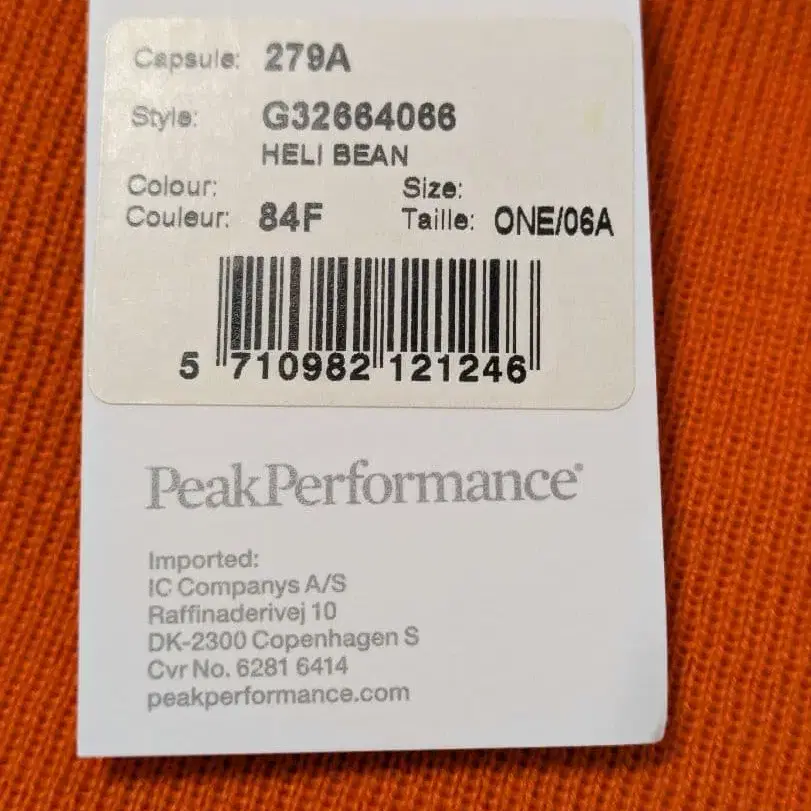 Capsule: 279A
Style: G32664066
HELI BEAN
Colour: Size:
Couleur: 84F Taille: ONE/06A
5 710982 121246
PeakPerformance®
Imported:
IC Companys A/S
Raffinaderivej 10
DK-2300 Copenhagen S
Cvr No. 6281 6414
peakperformance.com